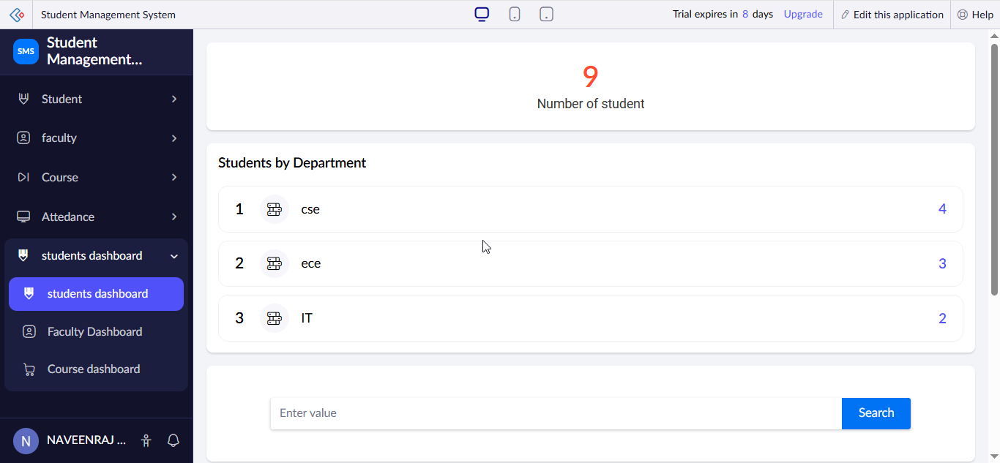 Student Management System
Trial expires in 8 days
Upgrade
Edit this application
Help
SMS
Student
Management...
Student
faculty
Course
Attedance
students dashboard
students dashboard
Faculty Dashboard
Course dashboard
N
NAVEENRAJ ...
9
Number of student
Students by Department
1 cse 4
2 ece 3
3 IT 2
Enter value
Search